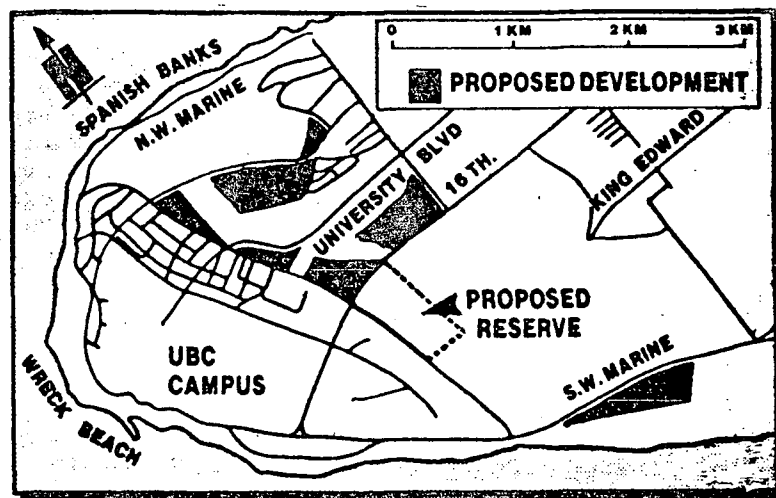 0 1 KM 2 KM 3 KM
PROPOSED DEVELOPMENT
SPANISH BANKS
N.W. MARINE
UNIVERSITY BLVD
16 TH.
KING EDWARD
PROPOSED
RESERVE
UBC
CAMPUS
S.W. MARINE
WRECK BEACH